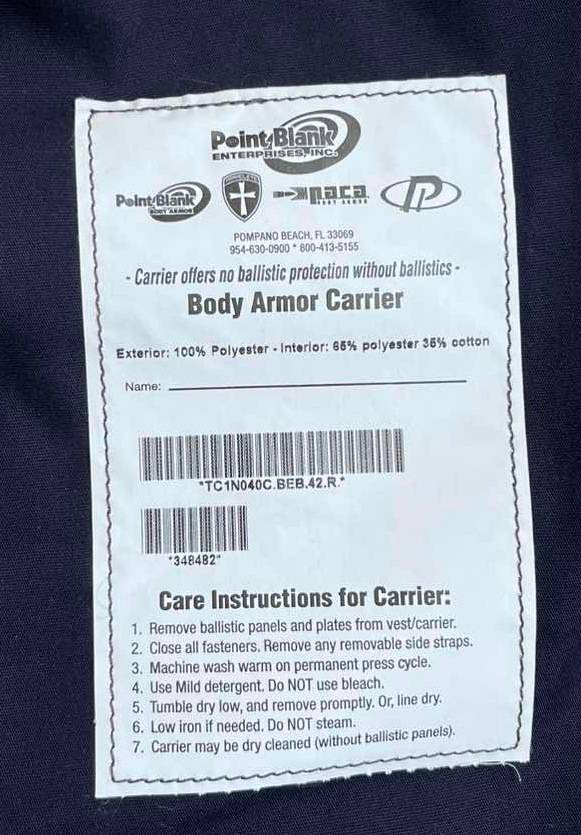 Point Blank
ENTERPRISES, INC.
Point Blank
BODY ARMOR
paca
BODY ARMOR
POMPANO BEACH, FL 33069
954-630-0900 * 800-413-5155
- Carrier offers no ballistic protection without ballistics -
Body Armor Carrier
Exterior: 100% Polyester - Interior: 65% polyester 35% cotton
Name:
*TC1N040C.BEB.42.R.*
*348482*
Care Instructions for Carrier:
1. Remove ballistic panels and plates from vest/carrier.
2. Close all fasteners. Remove any removable side straps.
3. Machine wash warm on permanent press cycle.
4. Use Mild detergent. Do NOT use bleach.
5. Tumble dry low, and remove promptly. Or, line dry.
6. Low iron if needed. Do NOT steam.
7. Carrier may be dry cleaned (without ballistic panels).